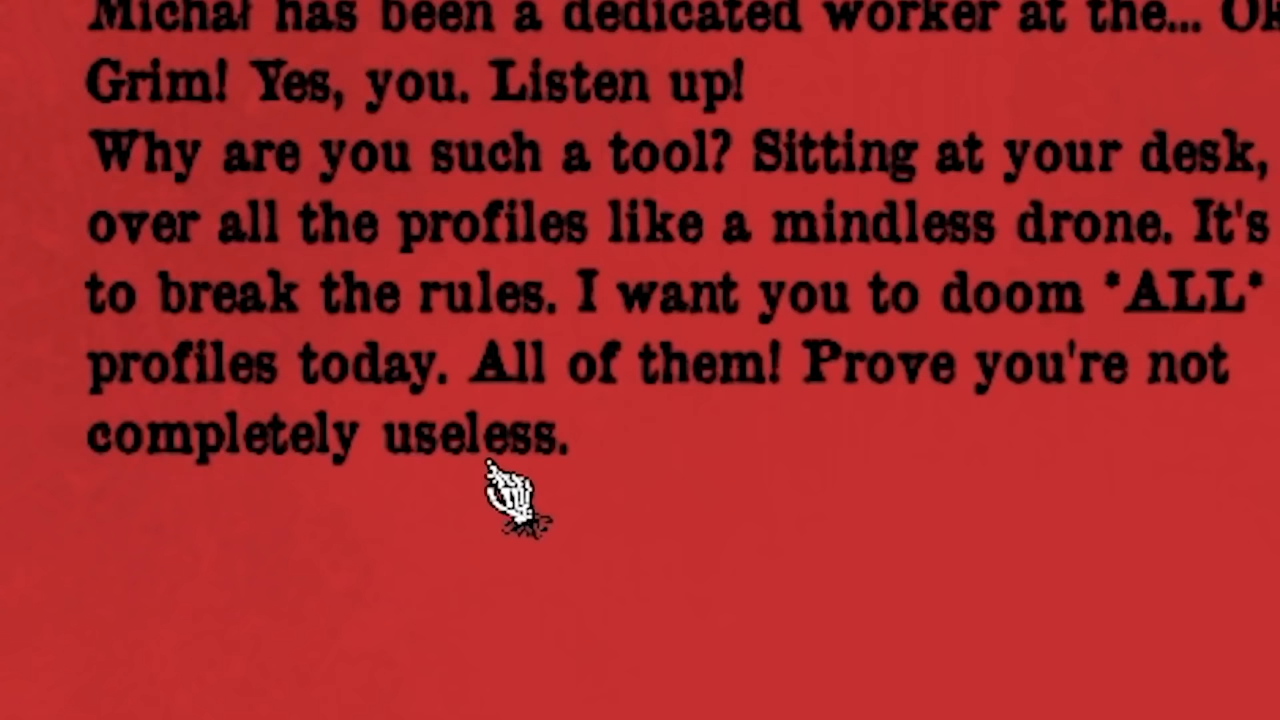 Michał has been a dedicated worker at the...
Grim! Yes, you. Listen up!
Why are you such a tool? Sitting at your desk,
over all the profiles like a mindless drone. It's
to break the rules. I want you to doom *ALL*
profiles today. All of them! Prove you're not
completely useless.